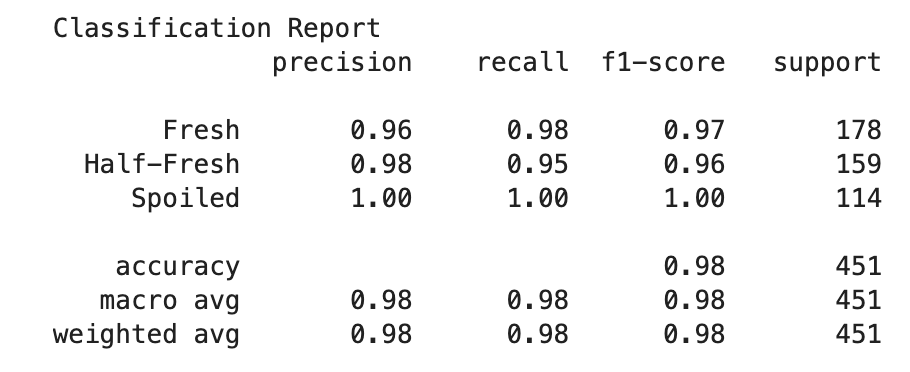 Classification Report
precision recall f1-score support
Fresh 0.96 0.98 0.97 178
Half-Fresh 0.98 0.95 0.96 159
Spoiled 1.00 1.00 1.00 114
accuracy 0.98 451
macro avg 0.98 0.98 0.98 451
weighted avg 0.98 0.98 0.98 451